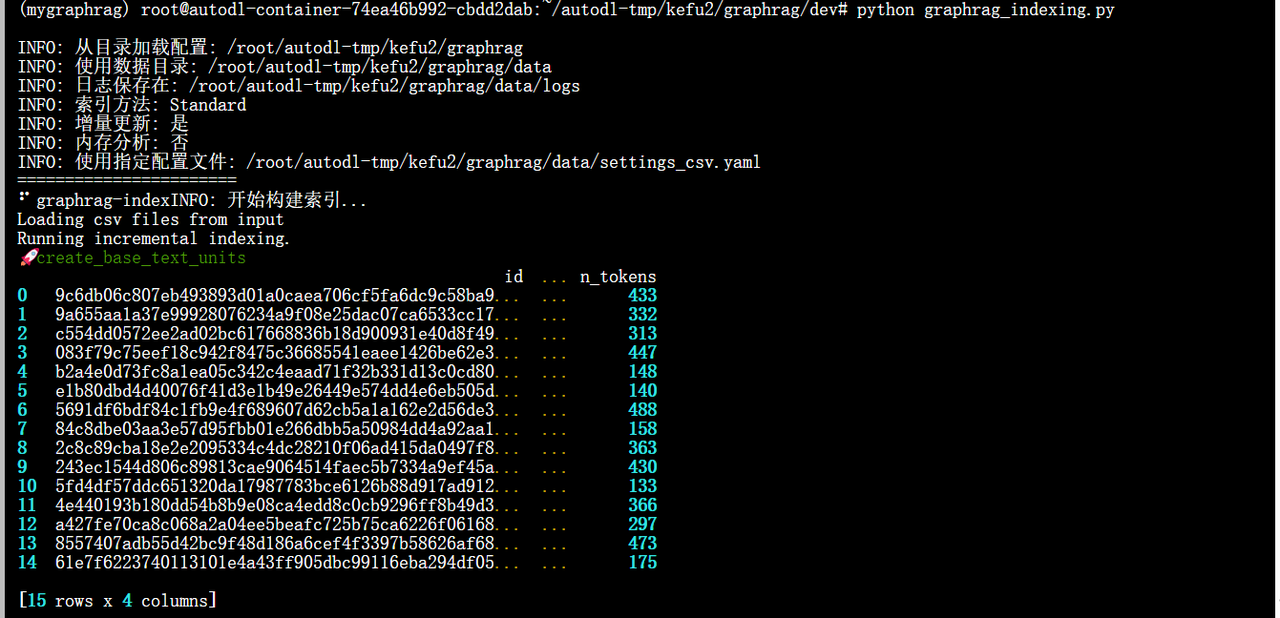 (mygraphrag) root@autodl-container-74ea46b992-cbdd2dab:~/autodl-tmp/kefu2/graphrag/dev# python graphrag_indexing.py
INFO: 从目录加载配置: /root/autodl-tmp/kefu2/graphrag
INFO: 使用数据目录: /root/autodl-tmp/kefu2/graphrag/data
INFO: 日志保存在: /root/autodl-tmp/kefu2/graphrag/data/logs
INFO: 索引方法: Standard
INFO: 增量更新: 是
INFO: 内存分析: 否
INFO: 使用指定配置文件: /root/autodl-tmp/kefu2/graphrag/data/settings_csv.yaml
=======================
⠋ graphrag-indexINFO: 开始构建索引...
Loading csv files from input
Running incremental indexing.
🚀create_base_text_units
id ... n_tokens
0 9c6db06c807eb493893d01a0caea706cf5fa6dc9c58ba9... ... 433
1 9a655aa1a37e99928076234a9f08e25dac07ca6533cc17... ... 332
2 c554dd0572ee2ad02bc617668836b18d900931e40d8f49... ... 313
3 083f79c75eef18c942f8475c36685541eaee1426be62e3... ... 447
4 b2a4e0d73fc8a1ea05c342c4eaad71f32b331d13c0cd80... ... 148
5 e1b80dbd4d40076f41d3e1b49e26449e574dd4e6eb505d... ... 140
6 5691df6bdf84c1fb9e4f689607d62cb5a1a162e2d56de3... ... 488
7 84c8dbe03aa3e57d95fbb01e266dbb5a50984dd4a92aa1... ... 158
8 2c8c89cba18e2e2095334c4dc28210f06ad415da0497f8... ... 363
9 243ec1544d806c89813cae9064514faec5b7334a9ef45a... ... 430
10 5fd4df57ddc651320da17987783bce6126b88d917ad912... ... 133
11 4e440193b180dd54b8b9e08ca4edd8c0cb9296ff8b49d3... ... 366
12 a427fe70ca8c068a2a04ee5beafc725b75ca6226f06168... ... 297
13 8557407adb55d42bc9f48d186a6cef4f3397b58626af68... ... 473
14 61e7f6223740113101e4a43ff905dbc99116eba294df05... ... 175
[15 rows x 4 columns]